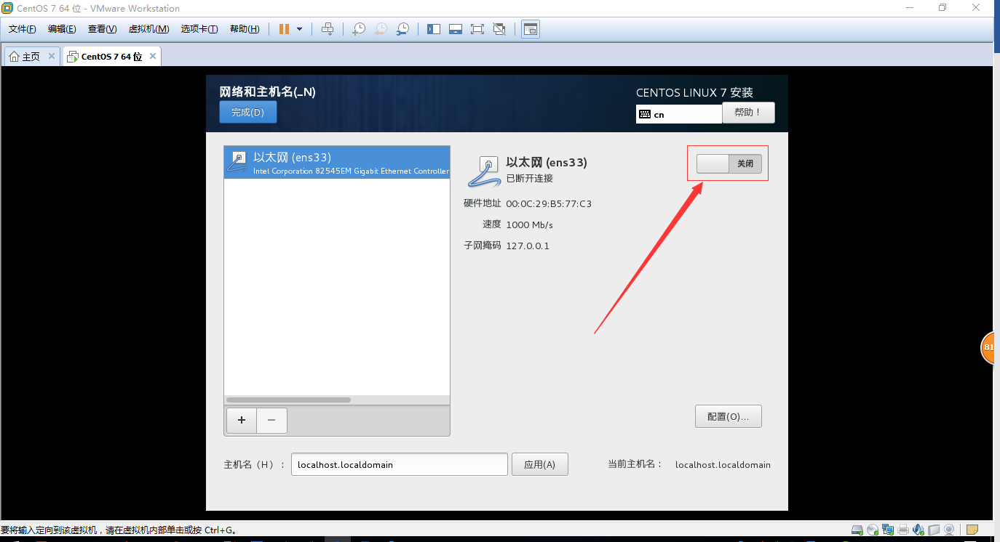 CentOS 7 64 位 - VMware Workstation
文件(F) 编辑(E) 查看(V) 虚拟机(M) 选项卡(T) 帮助(H)
主页 CentOS 7 64 位
网络和主机名(_N)
CENTOS LINUX 7 安装
完成(D)
cn
帮助！
以太网 (ens33)
Intel Corporation 82545EM Gigabit Ethernet Controller
以太网 (ens33)
已断开连接
关闭
硬件地址 00:0C:29:B5:77:C3
速度 1000 Mb/s
子网掩码 127.0.0.1
+ −
配置(O)...
主机名（H）： localhost.localdomain 应用(A) 当前主机名： localhost.localdomain
81
要将输入定向到该虚拟机，请在虚拟机内部单击或按 Ctrl+G。